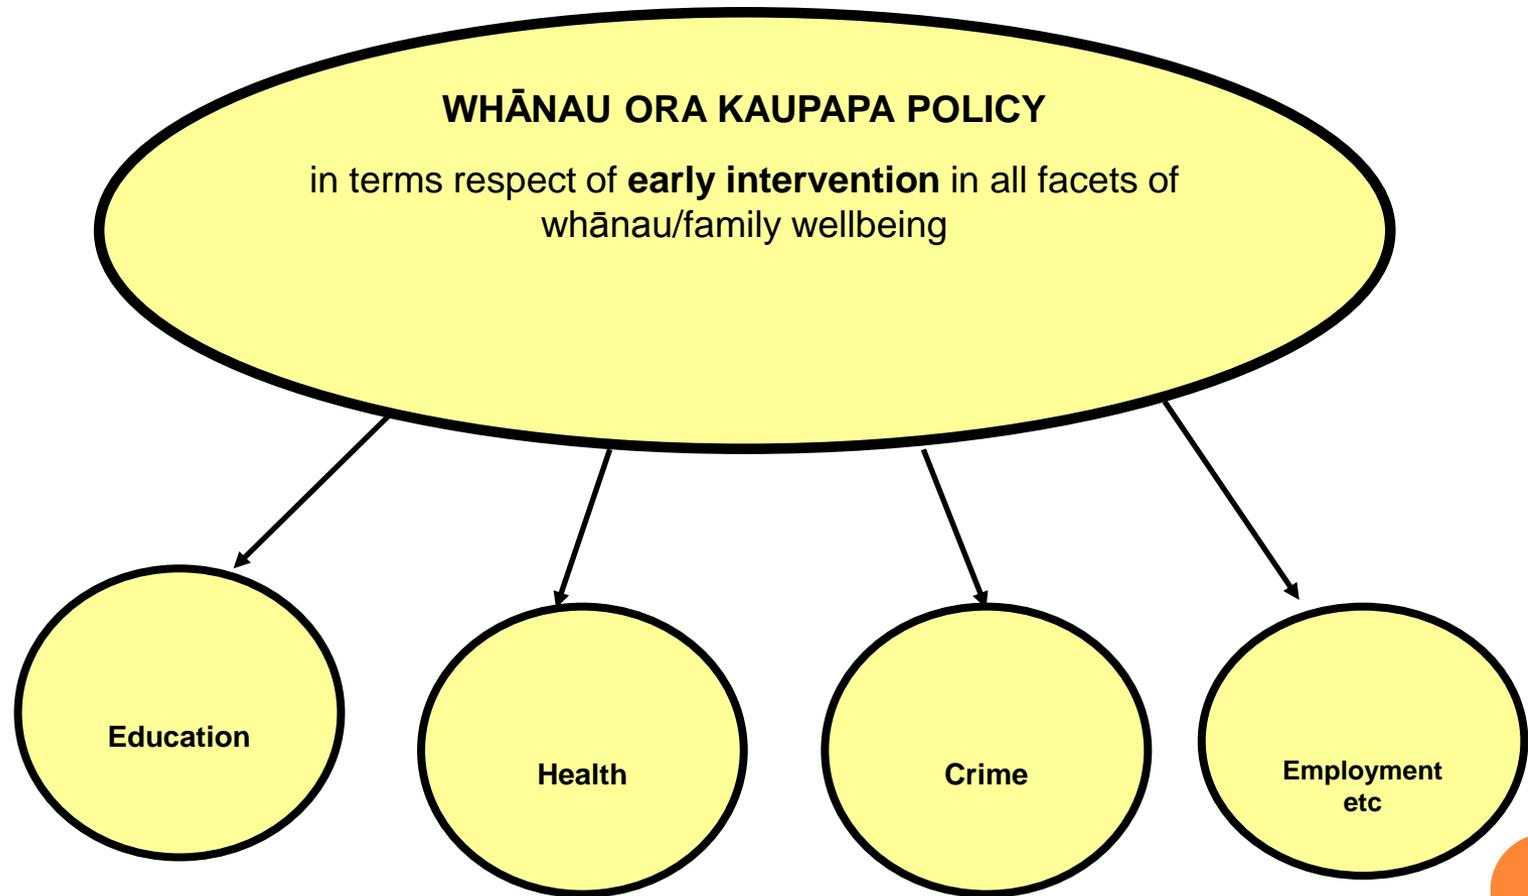 WHĀNAU ORA KAUPAPA POLICY
in terms respect of early intervention in all facets of
whānau/family wellbeing
Education
Health
Crime
Employment
etc